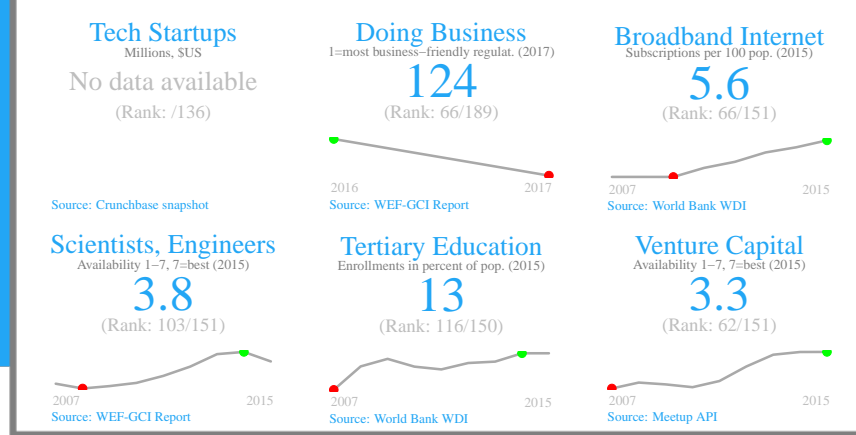 Tech Startups
Millions, $US
No data available
(Rank: /136)
Source: Crunchbase snapshot
Doing Business
1=most business−friendly regulat. (2017)
124
(Rank: 66/189)
2016 2017
Source: WEF-GCI Report
Broadband Internet
Subscriptions per 100 pop. (2015)
5.6
(Rank: 66/151)
2007 2015
Source: World Bank WDI
Scientists, Engineers
Availability 1−7, 7=best (2015)
3.8
(Rank: 103/151)
2007 2015
Source: WEF-GCI Report
Tertiary Education
Enrollments in percent of pop. (2015)
13
(Rank: 116/150)
2007 2015
Source: World Bank WDI
Venture Capital
Availability 1−7, 7=best (2015)
3.3
(Rank: 62/151)
2007 2015
Source: Meetup API